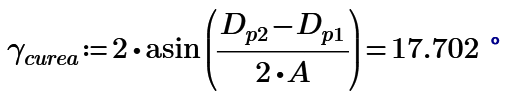 γ_curea := 2 • asin((D_p2 − D_p1) / (2 • A)) = 17.702 °